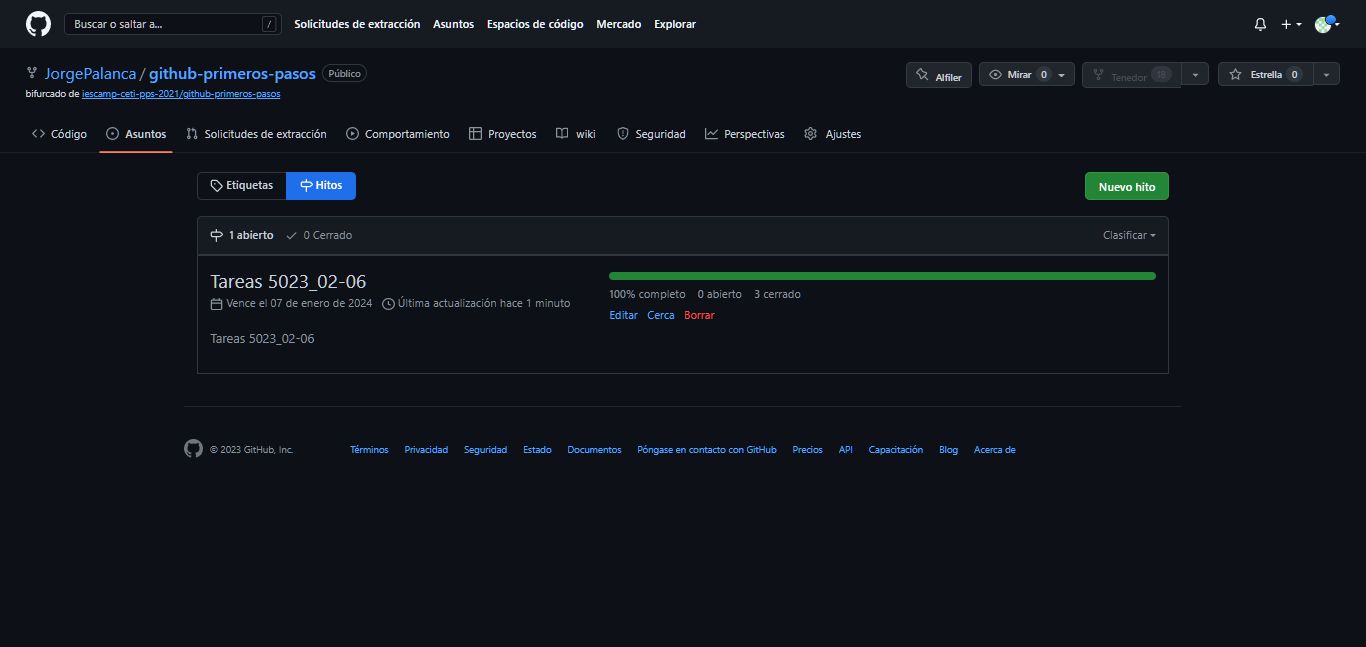 Buscar o saltar a... / Solicitudes de extracción Asuntos Espacios de código Mercado Explorar
JorgePalanca / github-primeros-pasos Público Alfiler Mirar 0 Tenedor 18 Estrella 0
bifurcado de iescamp-ceti-pps-2021/github-primeros-pasos
Código Asuntos Solicitudes de extracción Comportamiento Proyectos wiki Seguridad Perspectivas Ajustes
Etiquetas Hitos Nuevo hito
1 abierto 0 Cerrado Clasificar
Tareas 5023_02-06
Vence el 07 de enero de 2024 Última actualización hace 1 minuto
Tareas 5023_02-06
100% completo 0 abierto 3 cerrado
Editar Cerca Borrar
© 2023 GitHub, Inc. Términos Privacidad Seguridad Estado Documentos Póngase en contacto con GitHub Precios API Capacitación Blog Acerca de